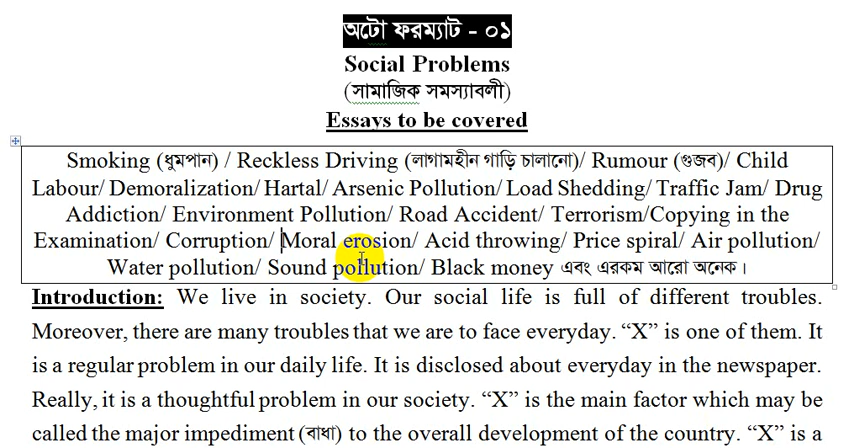 অটো ফরম্যাট - ০১
Social Problems
(সামাজিক সমস্যাবলী)
Essays to be covered
Smoking (ধুমপান) / Reckless Driving (লাগামহীন গাড়ি চালানো)/ Rumour (গুজব)/ Child
Labour/ Demoralization/ Hartal/ Arsenic Pollution/ Load Shedding/ Traffic Jam/ Drug
Addiction/ Environment Pollution/ Road Accident/ Terrorism/Copying in the
Examination/ Corruption/ Moral erosion/ Acid throwing/ Price spiral/ Air pollution/
Water pollution/ Sound pollution/ Black money এবং এরকম আরো অনেক।
Introduction: We live in society. Our social life is full of different troubles.
Moreover, there are many troubles that we are to face everyday. “X” is one of them. It
is a regular problem in our daily life. It is disclosed about everyday in the newspaper.
Really, it is a thoughtful problem in our society. “X” is the main factor which may be
called the major impediment (বাধা) to the overall development of the country. “X” is a